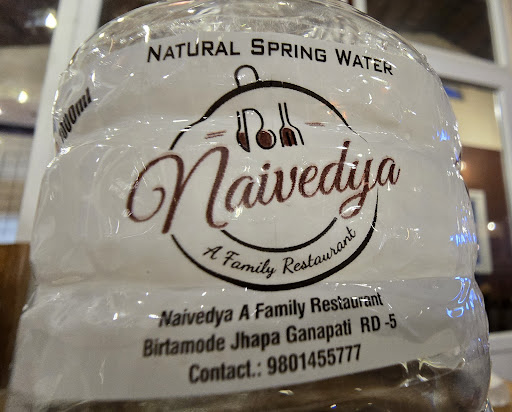 NATURAL SPRING WATER
Naivedya
A Family Restaurant
Naivedya A Family Restaurant
Birtamode Jhapa Ganapati RD -5
Contact.: 9801455777